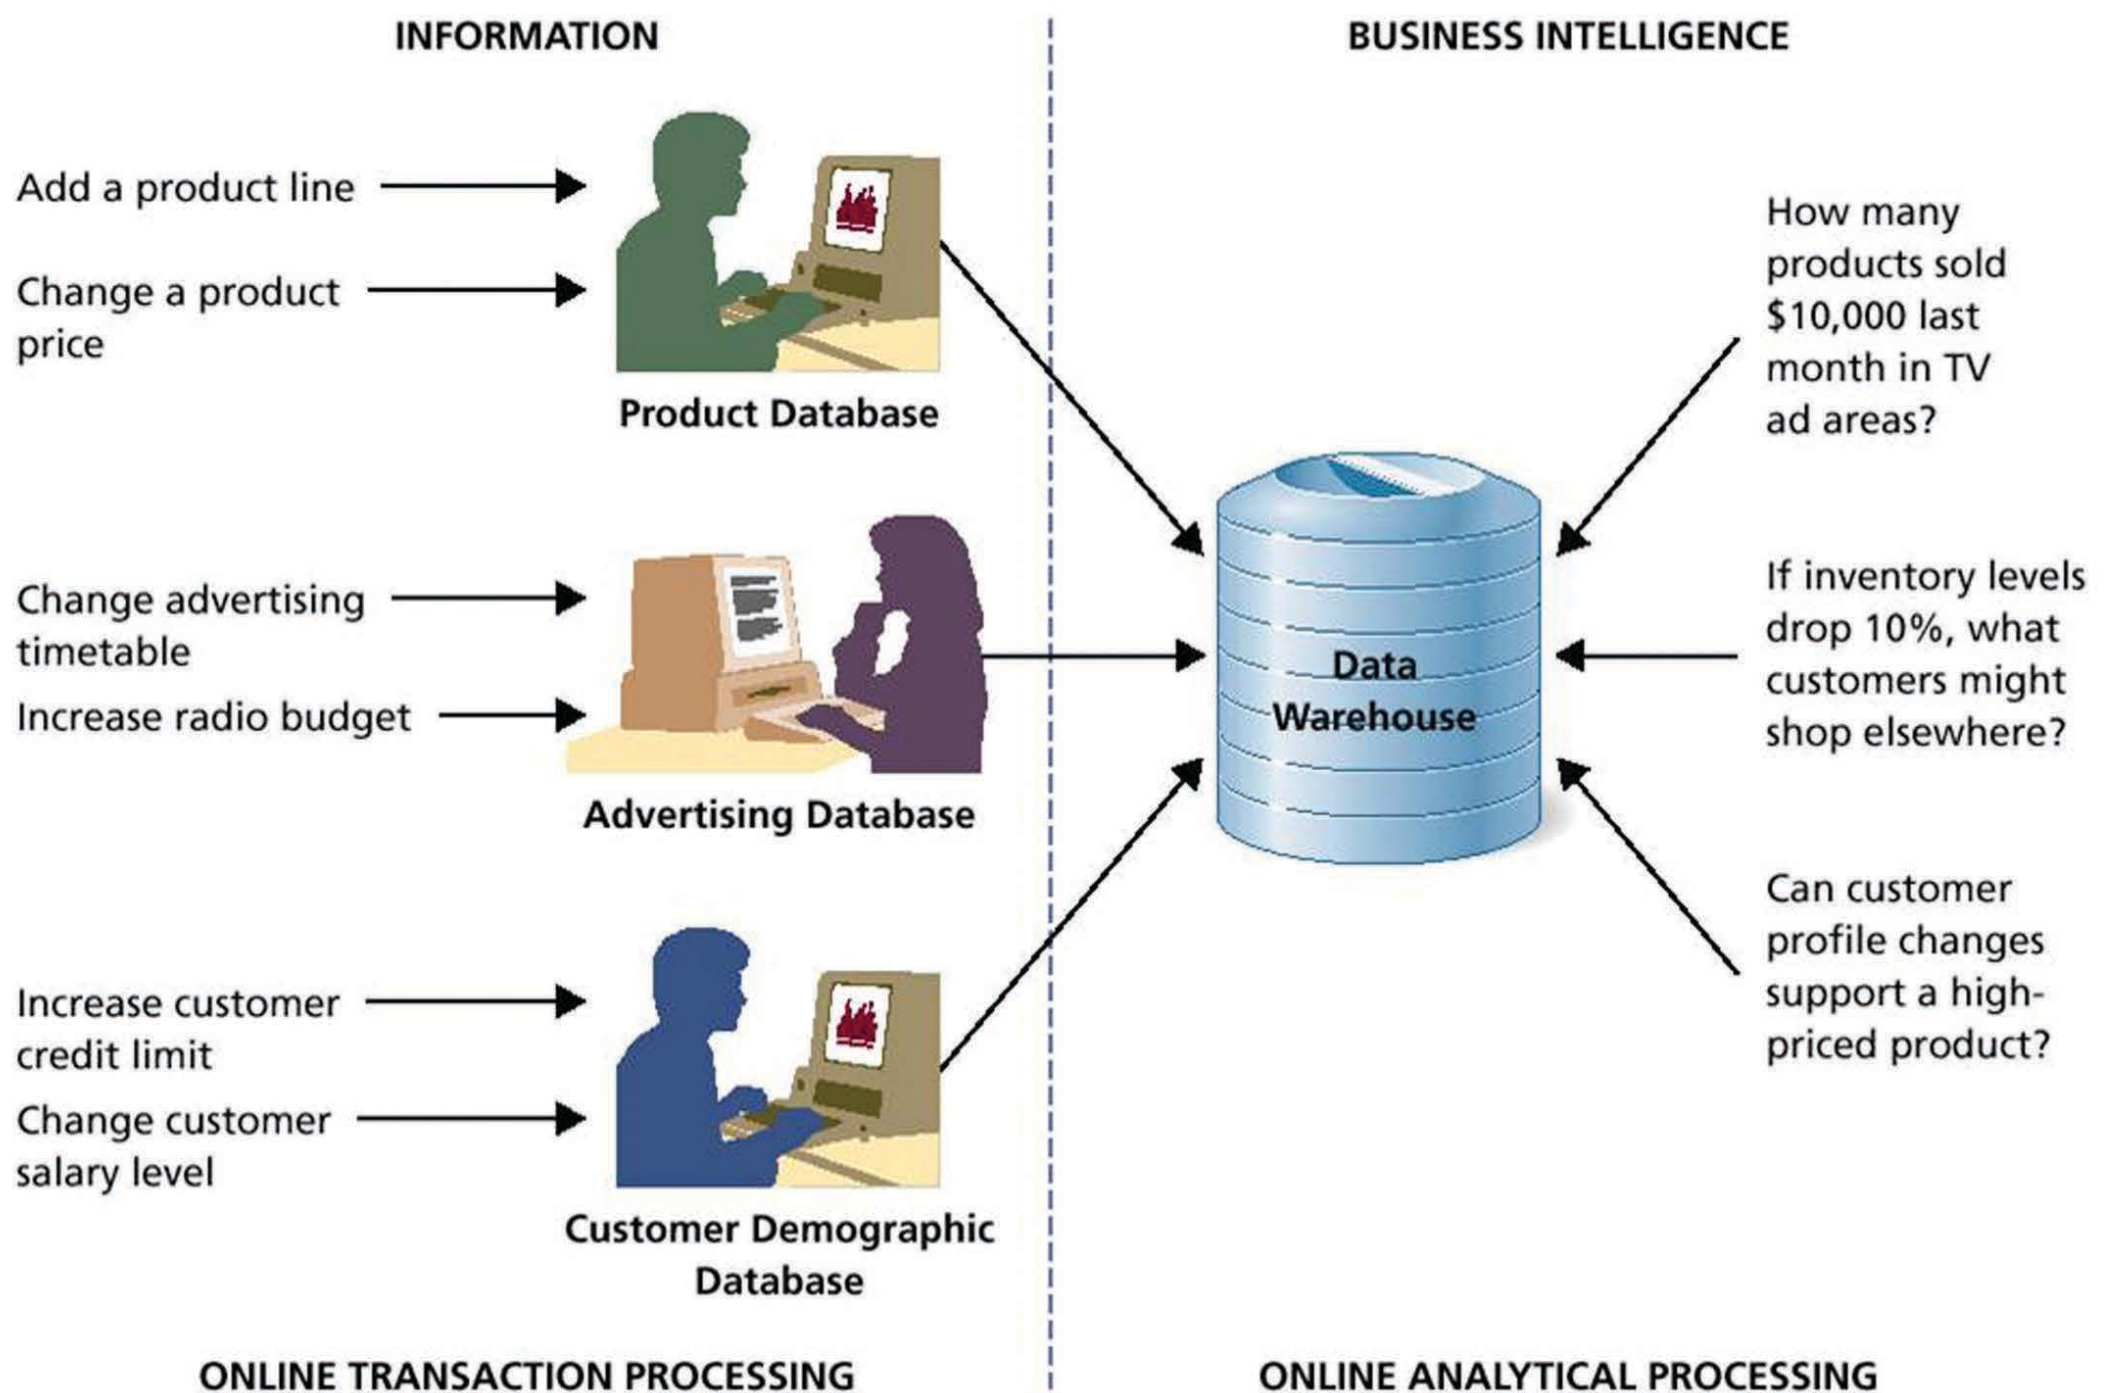 INFORMATION
BUSINESS INTELLIGENCE
Add a product line
Change a product
price
Product Database
How many
products sold
$10,000 last
month in TV
ad areas?
Change advertising
timetable
Increase radio budget
Advertising Database
Data
Warehouse
If inventory levels
drop 10%, what
customers might
shop elsewhere?
Increase customer
credit limit
Change customer
salary level
Customer Demographic
Database
Can customer
profile changes
support a high-
priced product?
ONLINE TRANSACTION PROCESSING
ONLINE ANALYTICAL PROCESSING